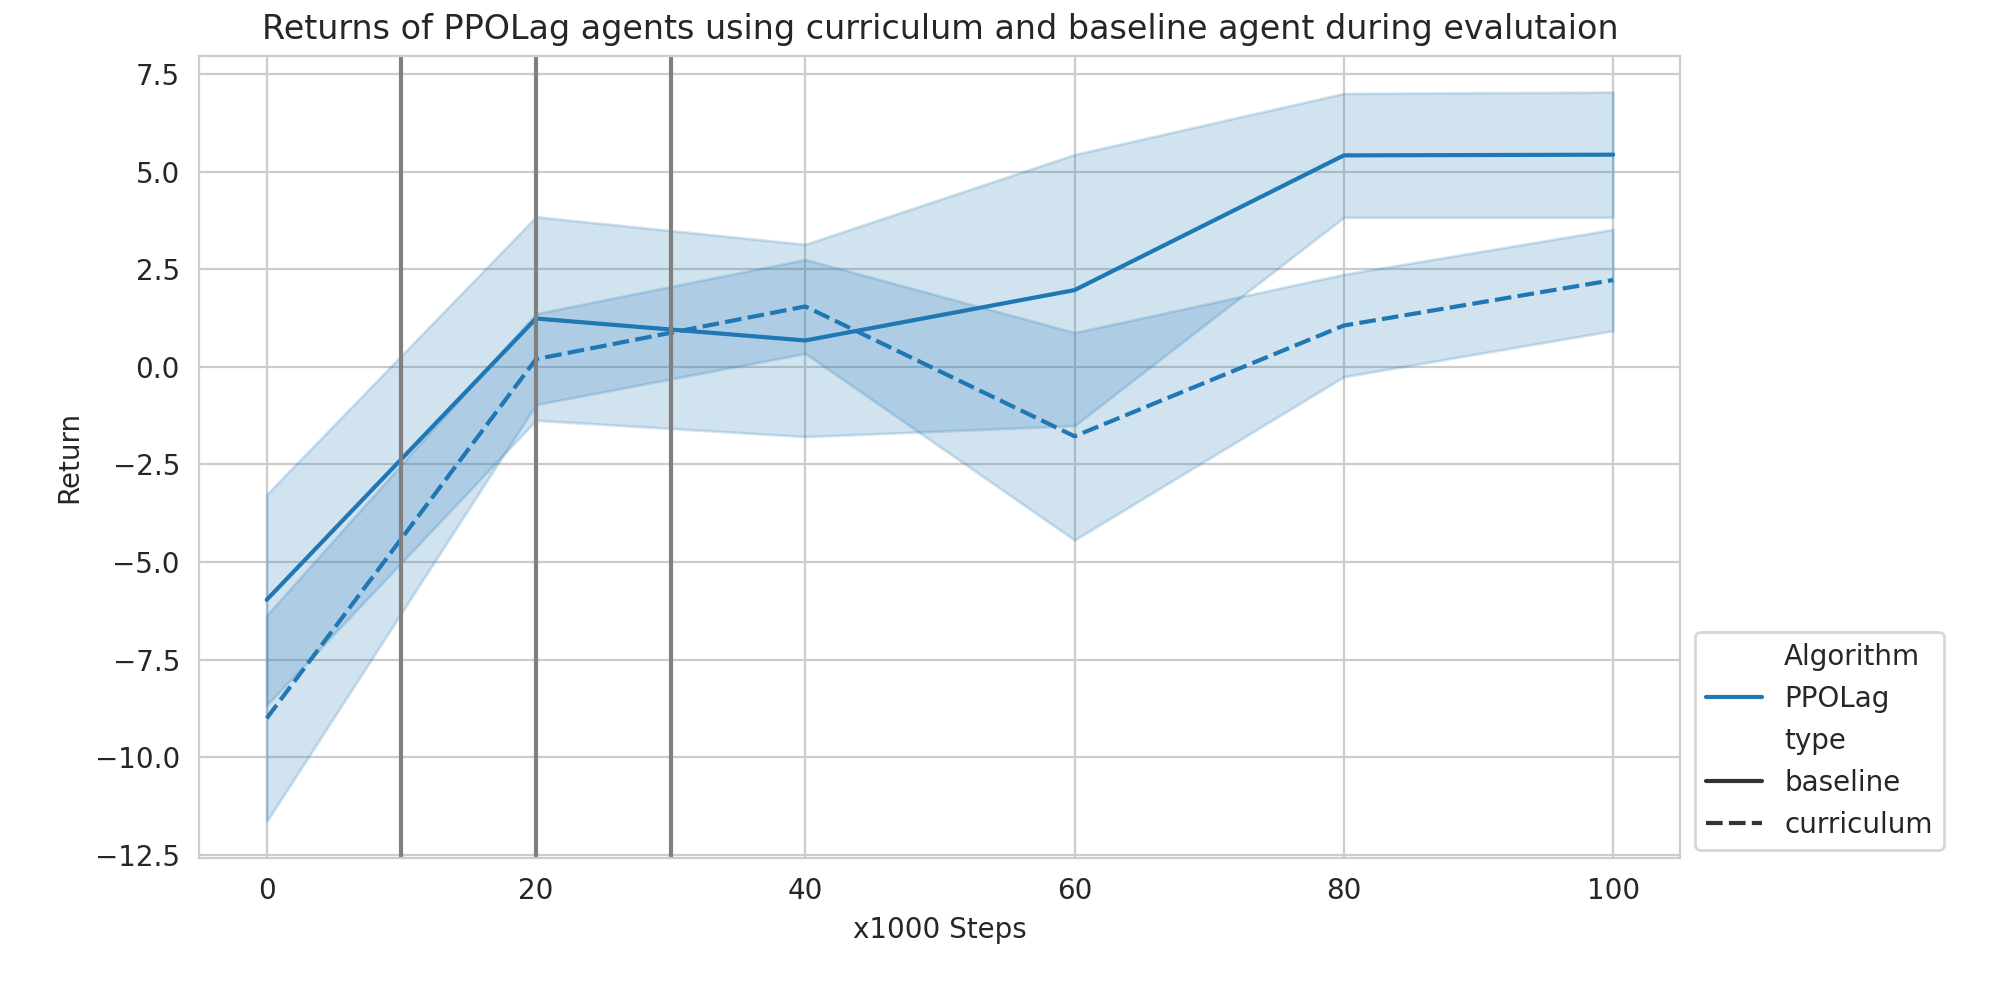 Returns of PPOLag agents using curriculum and baseline agent during evalutaion
7.5
5.0
2.5
0.0
−2.5
−5.0
−7.5
−10.0
−12.5
Return
0 20 40 60 80 100
x1000 Steps
Algorithm
PPOLag
type
baseline
curriculum